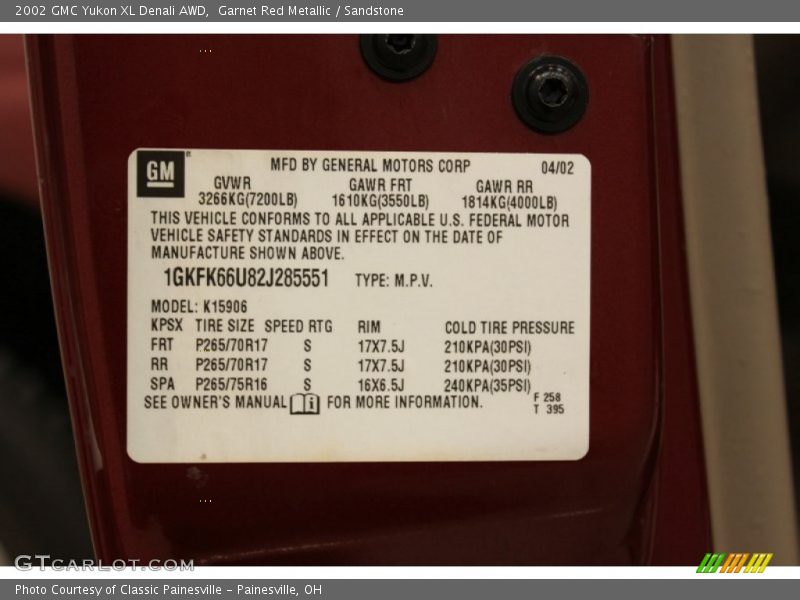 2002 GMC Yukon XL Denali AWD,  Garnet Red Metallic / Sandstone
GM® MFD BY GENERAL MOTORS CORP 04/02
GVWR GAWR FRT GAWR RR
3266KG(7200LB) 1610KG(3550LB) 1814KG(4000LB)
THIS VEHICLE CONFORMS TO ALL APPLICABLE U.S. FEDERAL MOTOR
VEHICLE SAFETY STANDARDS IN EFFECT ON THE DATE OF
MANUFACTURE SHOWN ABOVE.
1GKFK66U82J285551 TYPE: M.P.V.
MODEL: K15906
KPSX TIRE SIZE SPEED RTG RIM COLD TIRE PRESSURE
FRT P265/70R17 S 17X7.5J 210KPA(30PSI)
RR P265/70R17 S 17X7.5J 210KPA(30PSI)
SPA P265/75R16 S 16X6.5J 240KPA(35PSI)
SEE OWNER'S MANUAL i FOR MORE INFORMATION.
F 258
T 395
GTCARLOT.COM
Photo Courtesy of Classic Painesville - Painesville, OH